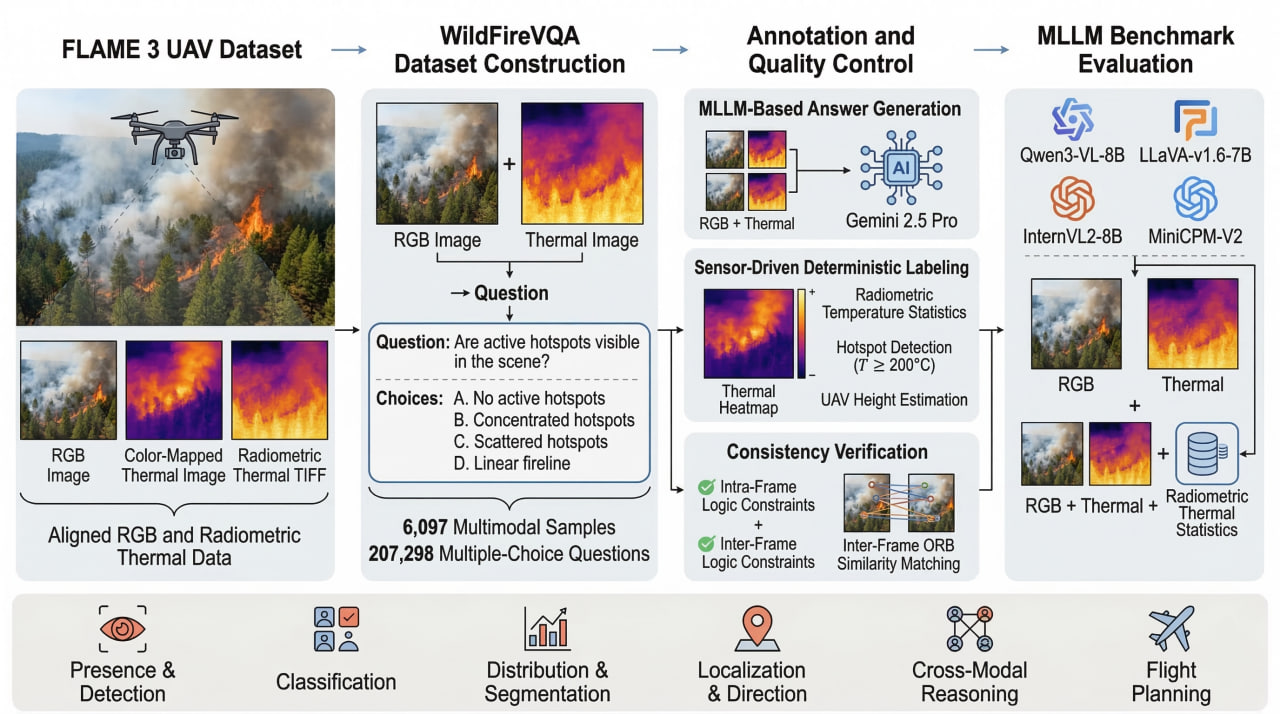 FLAME 3 UAV Dataset
WildFireVQA
Dataset Construction
Annotation and
Quality Control
MLLM Benchmark
Evaluation
RGB
Image
Color-Mapped
Thermal Image
Radiometric
Thermal TIFF
Aligned RGB and Radiometric
Thermal Data
RGB Image
+
Thermal Image
Question
Question: Are active hotspots visible
in the scene?
Choices: A. No active hotspots
B. Concentrated hotspots
C. Scattered hotspots
D. Linear fireline
6,097 Multimodal Samples
207,298 Multiple-Choice Questions
MLLM-Based Answer Generation
RGB + Thermal
AI
Gemini 2.5 Pro
Sensor-Driven Deterministic Labeling
+
−
Thermal
Heatmap
Radiometric
Temperature Statistics
Hotspot Detection
(T ≥ 200°C)
UAV Height Estimation
Consistency Verification
Intra-Frame
Logic Constraints
+
Inter-Frame
Logic Constraints
Inter-Frame ORB
Similarity Matching
Qwen3-VL-8B
LLaVA-v1.6-7B
InternVL2-8B
MiniCPM-V2
RGB
Thermal
+
+
RGB + Thermal +
Radiometric
Thermal
Statistics
Presence &
Detection
Classification
Distribution &
Segmentation
Localization
& Direction
Cross-Modal
Reasoning
Flight
Planning